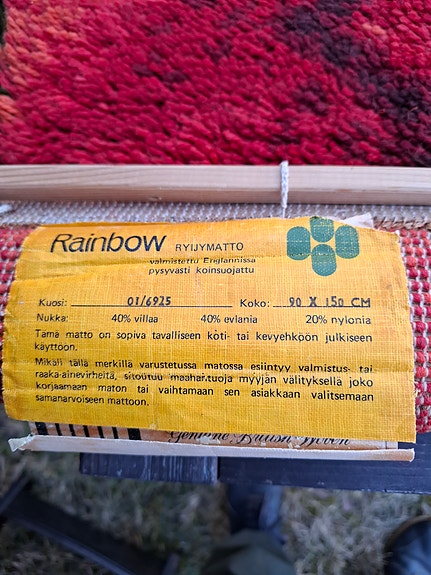 Rainbow RYIJYMATTO
valmistettu Englannissa
pysyvästi koinsuojattu
Kuosi: 01/6925 Koko: 90 X 150 CM
Nukka: 40% villaa 40% evlania 20% nylonia
Tämä matto on sopiva tavalliseen koti- tai kevyehköön julkiseen
käyttöön.
Mikäli tällä merkillä varustetussa matossa esiintyy valmistus- tai
raaka-ainevirheitä, sitoutuu maahantuoja myyjän välityksellä joko
korjaamaan maton tai vaihtamaan sen asiakkaan valitsemaan
samanarvoiseen mattoon.
Genuine British Woven